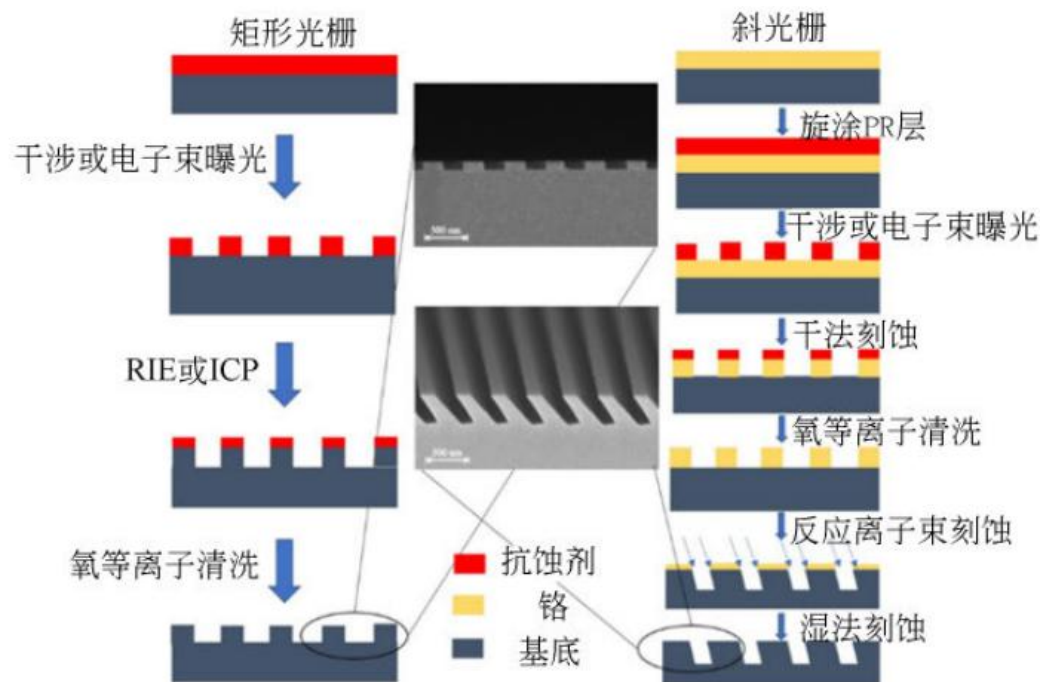 矩形光栅
干涉或电子束曝光
RIE或ICP
氧等离子清洗
500 nm
抗蚀剂
铬
基底
斜光栅
旋涂PR层
干涉或电子束曝光
干法刻蚀
氧等离子清洗
反应离子束刻蚀
湿法刻蚀